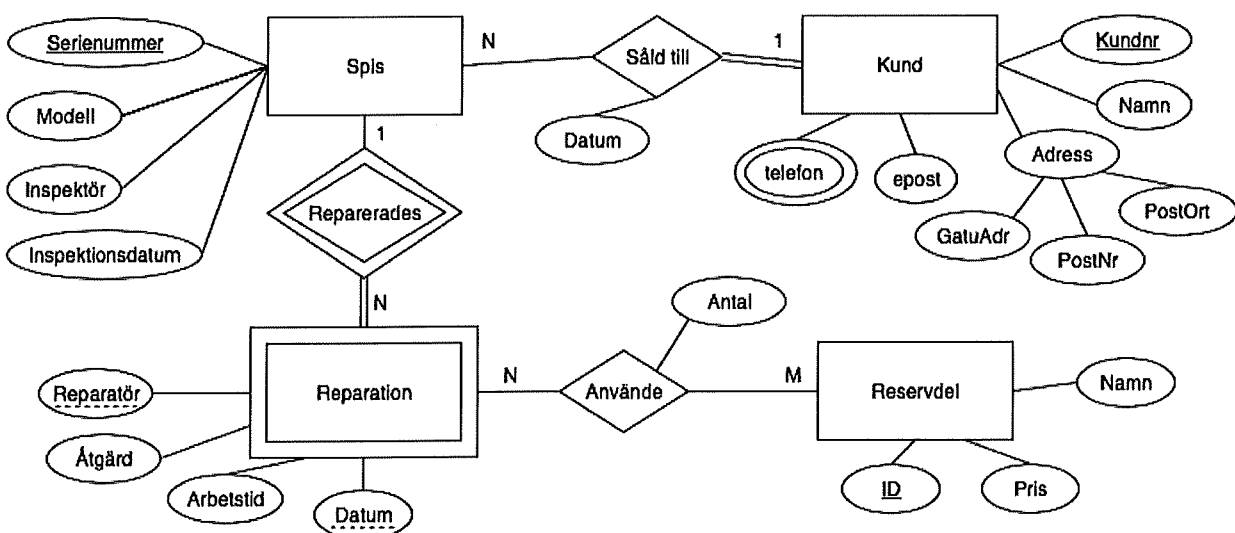 Serienummer
Modell
Inspektör
Inspektionsdatum
Spis
N
Såld till
1
Datum
Kund
Kundnr
Namn
Adress
PostOrt
PostNr
GatuAdr
telefon
epost
1
Reparerades
N
Reparation
Reparatör
Åtgärd
Arbetstid
Datum
N
Använde
Antal
M
Reservdel
Namn
ID
Pris